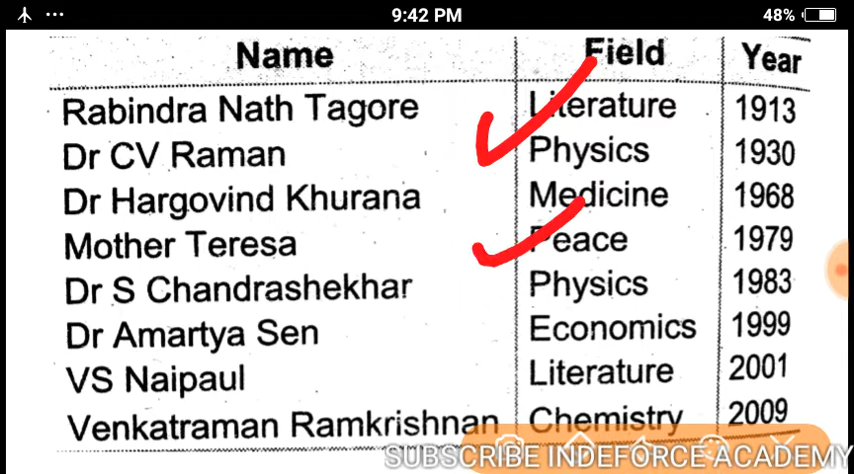 9:42 PM 48%
Name Field Year
Rabindra Nath Tagore Literature 1913
Dr CV Raman Physics 1930
Dr Hargovind Khurana Medicine 1968
Mother Teresa Peace 1979
Dr S Chandrashekhar Physics 1983
Dr Amartya Sen Economics 1999
VS Naipaul Literature 2001
Venkatraman Ramkrishnan Chemistry 2009
SUBSCRIBE INDEFORCE ACADEMY